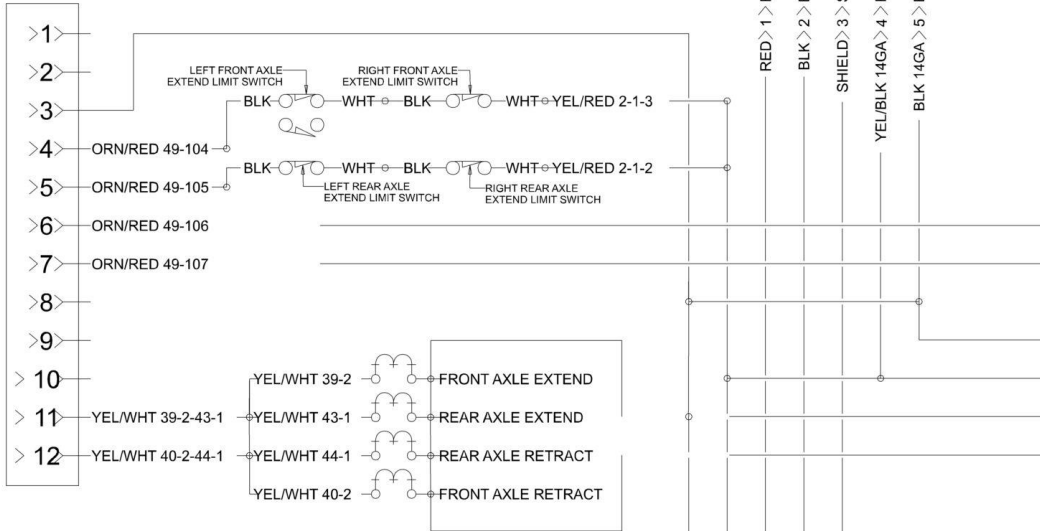 1
2
3
4
5
6
7
8
9
10
11
12
LEFT FRONT AXLE
EXTEND LIMIT SWITCH
RIGHT FRONT AXLE
EXTEND LIMIT SWITCH
BLK WHT BLK WHT YEL/RED 2-1-3
ORN/RED 49-104
BLK WHT BLK WHT YEL/RED 2-1-2
ORN/RED 49-105
LEFT REAR AXLE
EXTEND LIMIT SWITCH
RIGHT REAR AXLE
EXTEND LIMIT SWITCH
ORN/RED 49-106
ORN/RED 49-107
YEL/WHT 39-2 FRONT AXLE EXTEND
YEL/WHT 39-2-43-1 YEL/WHT 43-1 REAR AXLE EXTEND
YEL/WHT 40-2-44-1 YEL/WHT 44-1 REAR AXLE RETRACT
YEL/WHT 40-2 FRONT AXLE RETRACT
RED 1
BLK 2
SHIELD 3
YEL/BLK 14GA 4
BLK 14GA 5